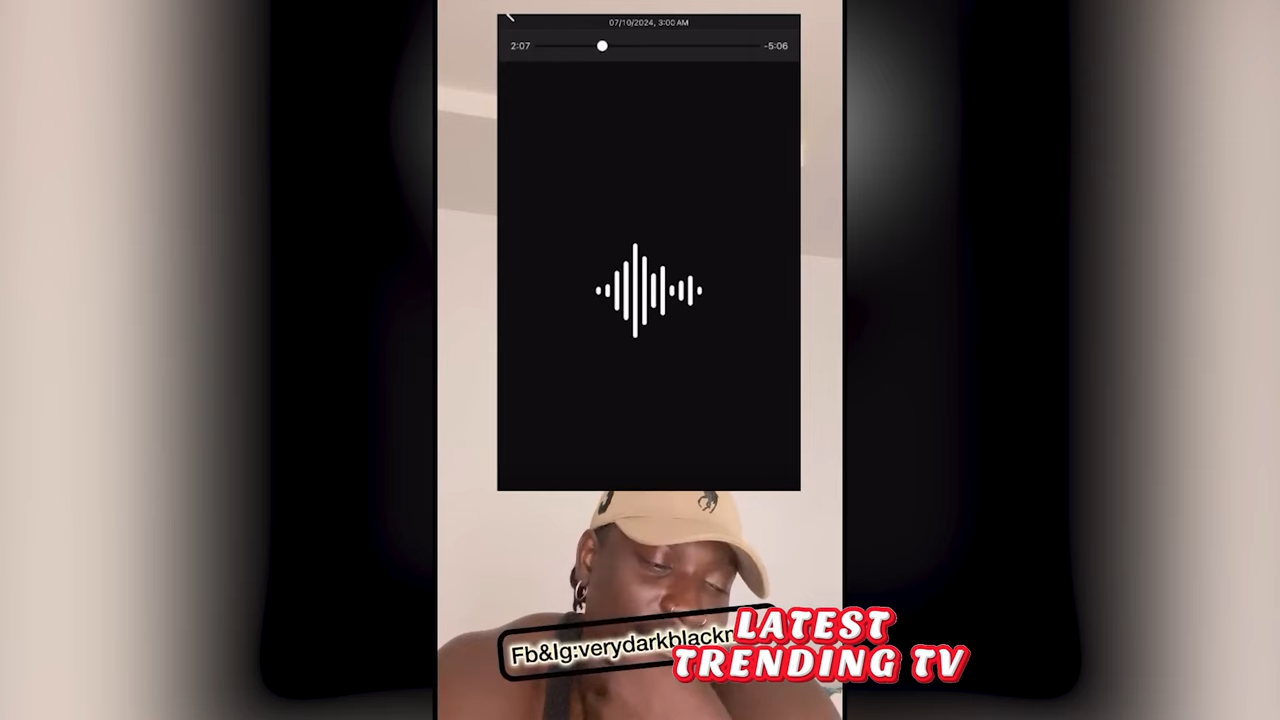 07/10/2024, 3:00 AM
2:07 -5:06
Fb&Ig:verydarkblackm
LATEST
TRENDING TV